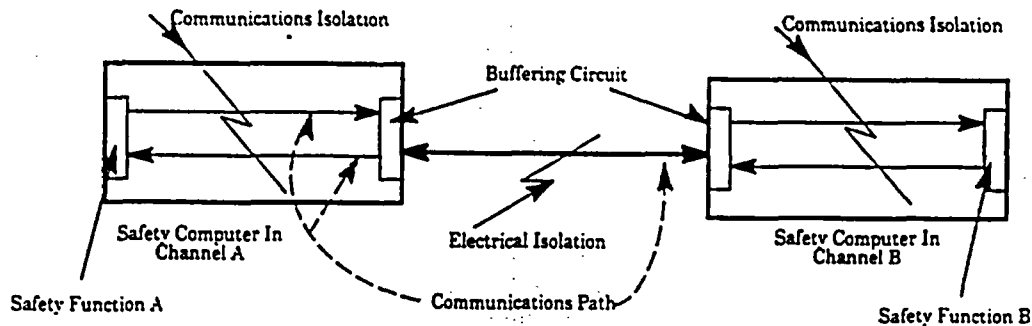 Communications Isolation
Communications Isolation
Buffering Circuit
Safety Computer In
Channel A
Electrical Isolation
Safety Computer In
Channel B
Communications Path
Safety Function A
Safety Function B